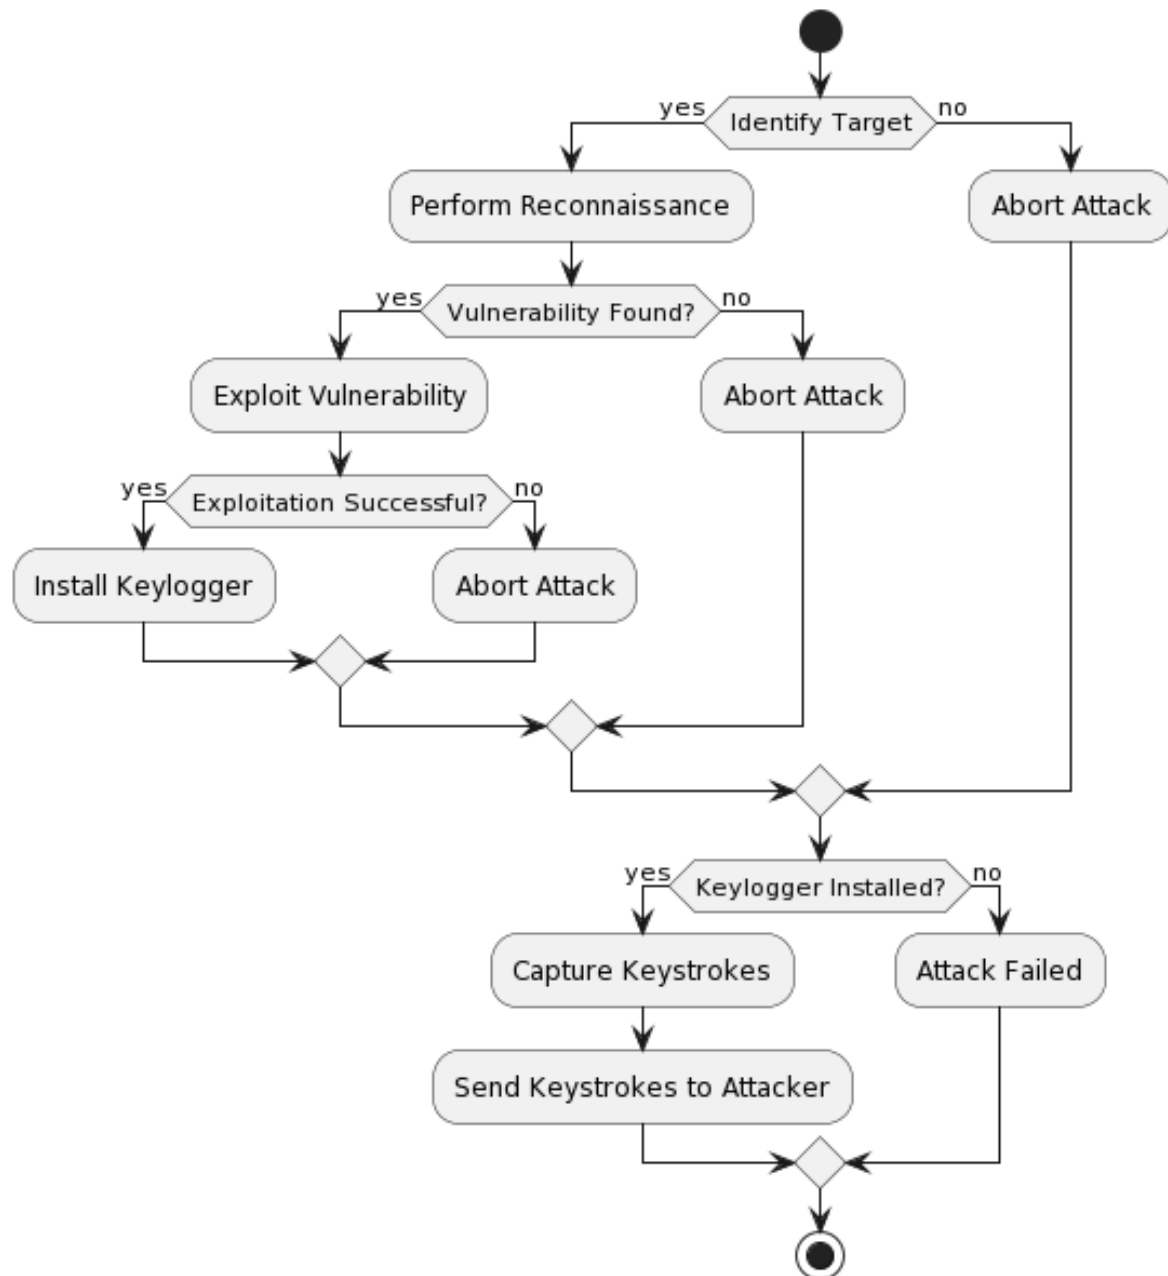 yes
Identify Target
no
Perform Reconnaissance
Abort Attack
yes
Vulnerability Found?
no
Exploit Vulnerability
Abort Attack
yes
Exploitation Successful?
no
Install Keylogger
Abort Attack
yes
Keylogger Installed?
no
Capture Keystrokes
Attack Failed
Send Keystrokes to Attacker